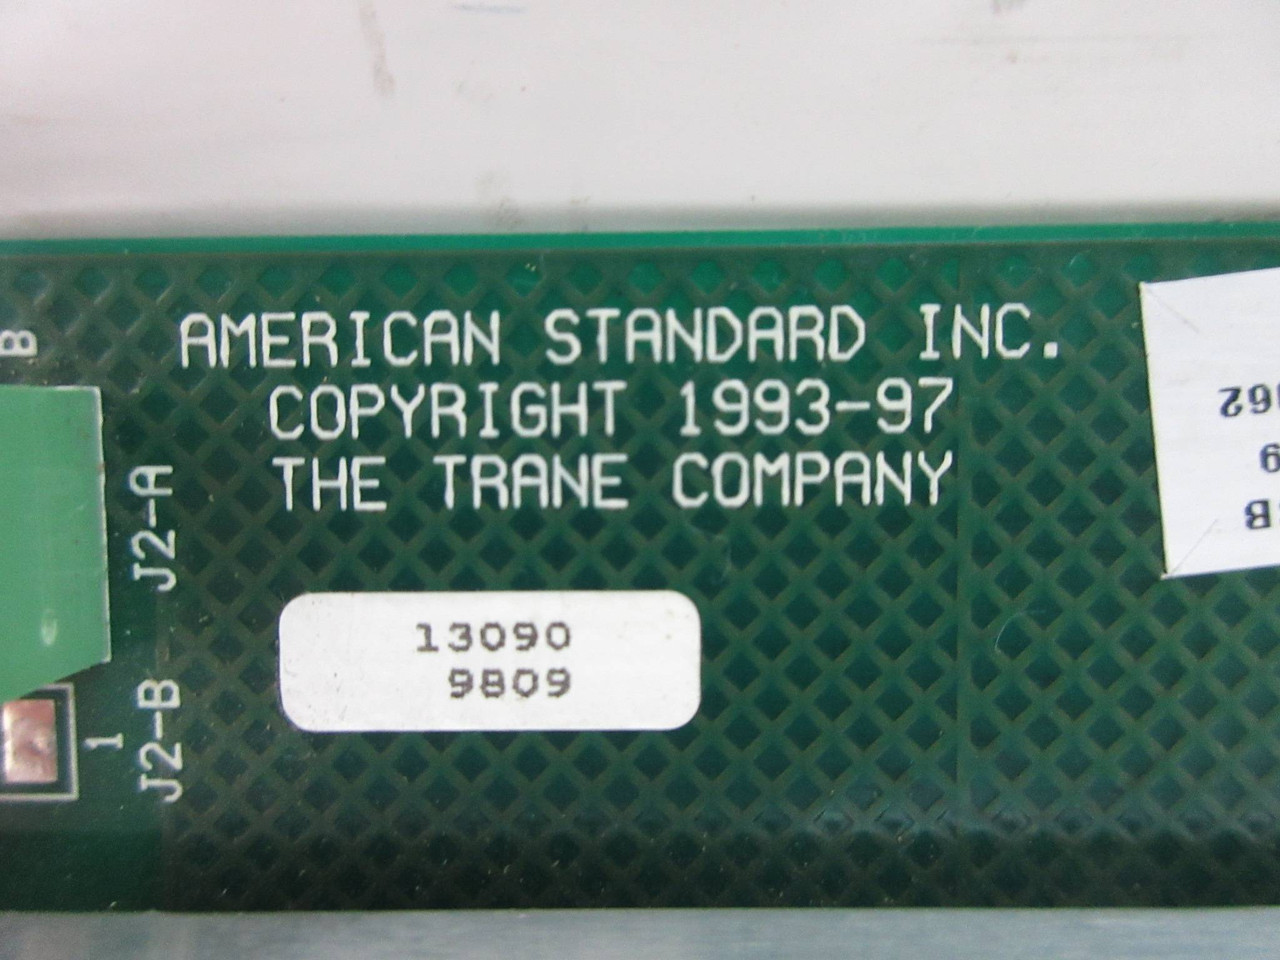 AMERICAN STANDARD INC.
COPYRIGHT 1993-97
THE TRANE COMPANY
13090
9809
J2-A
J2-B
1
B